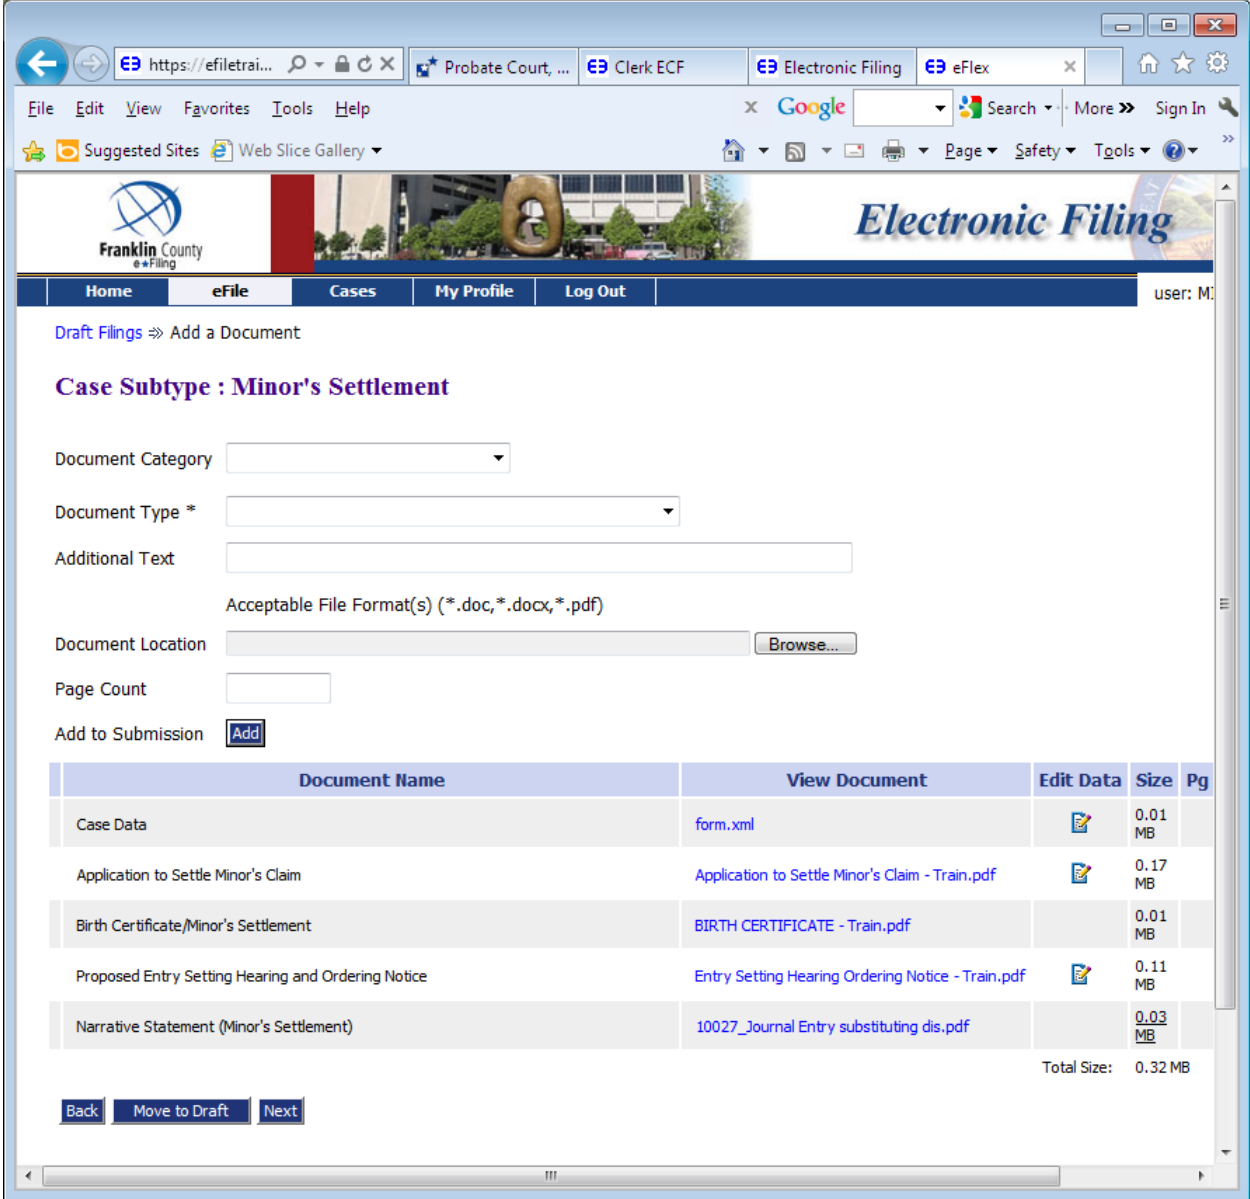 https://efiletrai...
Probate Court, ...
Clerk ECF
Electronic Filing
eFlex
File Edit View Favorites Tools Help
Google
Search
More »
Sign In
Suggested Sites
Web Slice Gallery
Page
Safety
Tools
Franklin County
e★Filing
Electronic Filing
Home
eFile
Cases
My Profile
Log Out
user:
Draft Filings => Add a Document
Case Subtype : Minor's Settlement
Document Category
Document Type *
Additional Text
Acceptable File Format(s) (*.doc,*.docx,*.pdf)
Document Location
Browse...
Page Count
Add to Submission
Add
Document Name View Document Edit Data Size Pg
Case Data form.xml 0.01 MB
Application to Settle Minor's Claim Application to Settle Minor's Claim - Train.pdf 0.17 MB
Birth Certificate/Minor's Settlement BIRTH CERTIFICATE - Train.pdf 0.01 MB
Proposed Entry Setting Hearing and Ordering Notice Entry Setting Hearing Ordering Notice - Train.pdf 0.11 MB
Narrative Statement (Minor's Settlement) 10027_Journal Entry substituting dis.pdf 0.03 MB
Total Size: 0.32 MB
Back
Move to Draft
Next